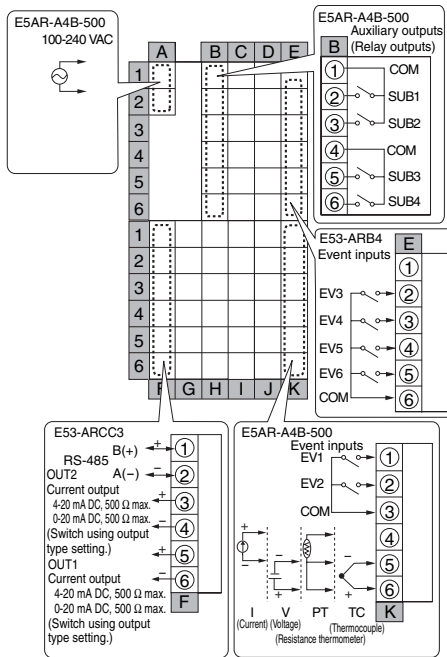 E5AR-A4B-500
100-240 VAC
E5AR-A4B-500
Auxiliary outputs
(Relay outputs)
B
1 COM
2 SUB1
3 SUB2
4 COM
5 SUB3
6 SUB4
A B C D E
1
2
3
4
5
6
1
2
3
4
5
6
F G H I J K
E53-ARB4
Event inputs
E
1
EV3 2
EV4 3
EV5 4
EV6 5
COM 6
E53-ARCC3
RS-485
B(+) 1
A(−) 2
OUT2
Current output
4-20 mA DC, 500 Ω max.
0-20 mA DC, 500 Ω max.
(Switch using output
type setting.)
+ 3
− 4
OUT1
Current output
4-20 mA DC, 500 Ω max.
0-20 mA DC, 500 Ω max.
(Switch using output
type setting.)
+ 5
− 6
F
E5AR-A4B-500
Event inputs
EV1 1
EV2 2
COM 3
4
5
6
K
+ − − + − +
I V PT TC
(Current) (Voltage)
(Thermocouple)
(Resistance thermometer)